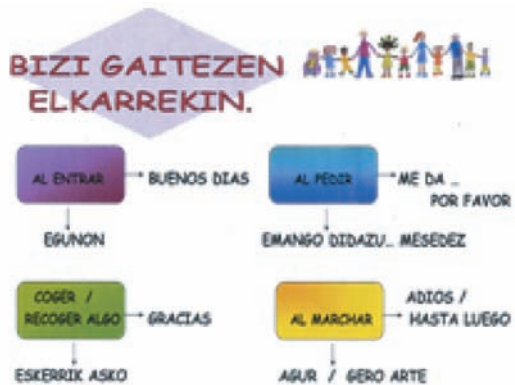 BIZI GAITEZEN
ELKARREKIN.
AL ENTRAR
BUENOS DIAS
EGUNON
AL PEDIR
ME DA ...
POR FAVOR
EMANGO DIDAZU... MESEDEZ
COGER /
RECOGER ALGO
GRACIAS
ESKERRIK ASKO
AL MARCHAR
ADIOS /
HASTA LUEGO
AGUR / GERO ARTE